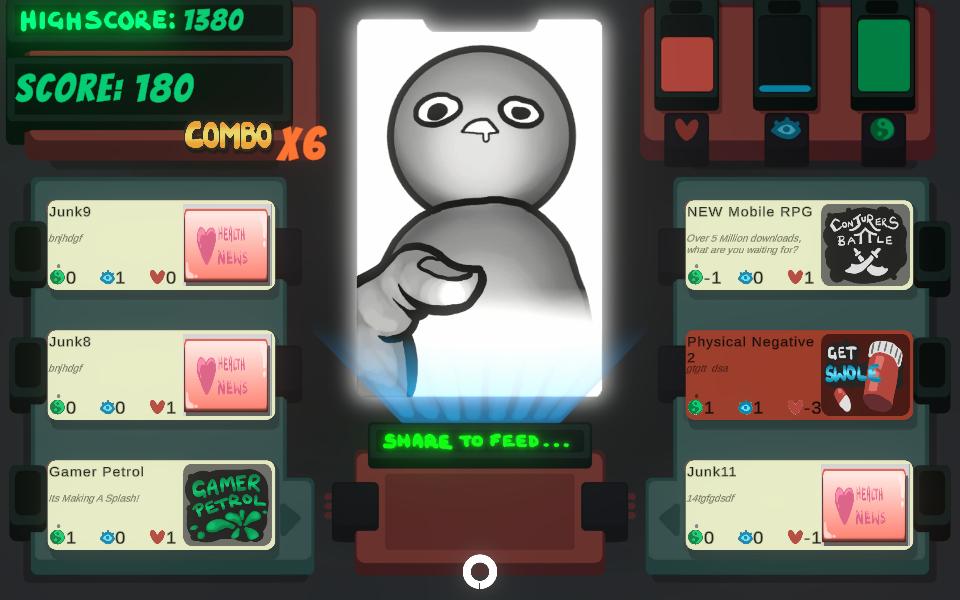 HIGHSCORE: 1380
SCORE: 180
COMBO X6
Junk9
bnjhdgf
0 1 0
HEALTH
NEWS
Junk8
bnjhdgf
0 0 1
HEALTH
NEWS
Gamer Petrol
Its Making A Splash!
1 0 1
GAMER
PETROL
SHARE TO FEED...
NEW Mobile RPG
Over 5 Million downloads,
what are you waiting for?
-1 0 1
CONJURERS
BATTLE
Physical Negative
2
gtgtt dsa
1 1 -3
GET
SWOLE
Junk11
14tgfgdsdf
0 0 -1
HEALTH
NEWS